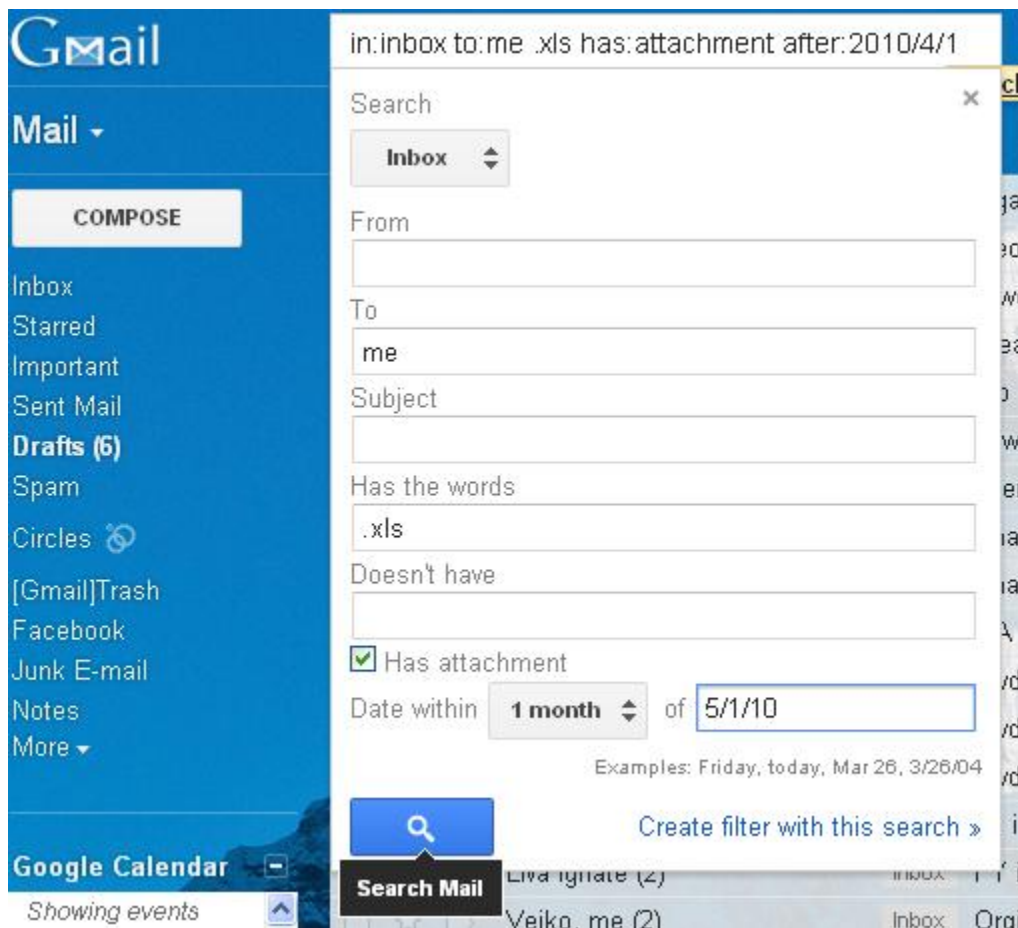 Gmail
in:inbox to:me .xls has:attachment after:2010/4/1
Mail
COMPOSE
Inbox
Starred
Important
Sent Mail
Drafts (6)
Spam
Circles
[Gmail]Trash
Facebook
Junk E-mail
Notes
More
Google Calendar
Showing events
Search
Inbox
From
To
me
Subject
Has the words
.xls
Doesn't have
Has attachment
Date within 1 month of 5/1/10
Examples: Friday, today, Mar 26, 3/26/04
Create filter with this search »
Search Mail
(2) Inbox
Veiko, me (2) Inbox